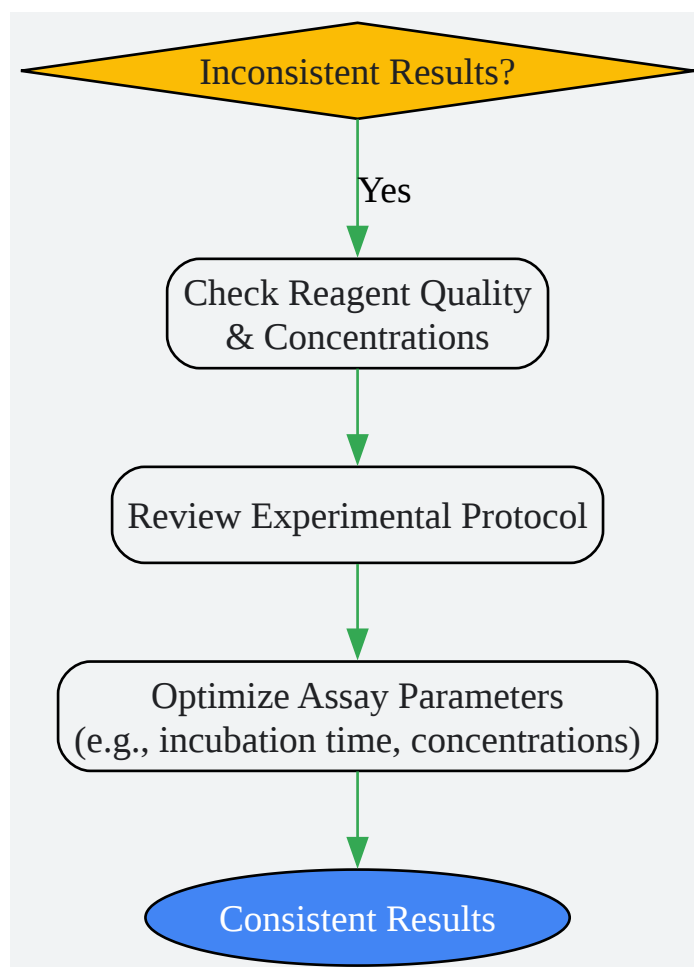 Inconsistent Results?
Yes
Check Reagent Quality
& Concentrations
Review Experimental Protocol
Optimize Assay Parameters
(e.g., incubation time, concentrations)
Consistent Results